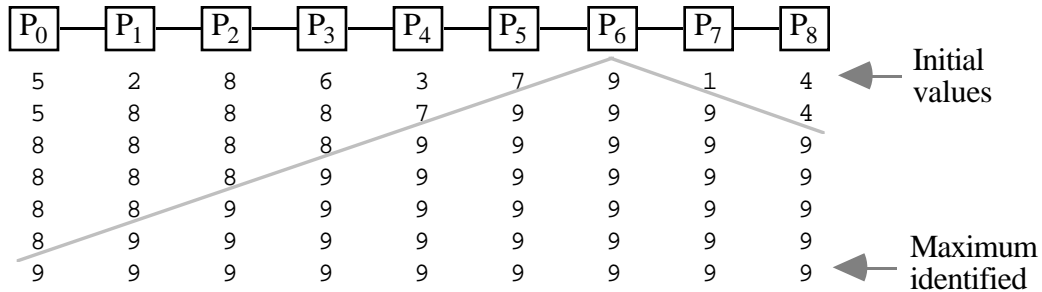 P0 P1 P2 P3 P4 P5 P6 P7 P8
5 2 8 6 3 7 9 1 4
Initial
values
5 8 8 8 7 9 9 9 4
8 8 8 8 9 9 9 9 9
8 8 8 9 9 9 9 9 9
8 8 9 9 9 9 9 9 9
8 9 9 9 9 9 9 9 9
9 9 9 9 9 9 9 9 9
Maximum
identified